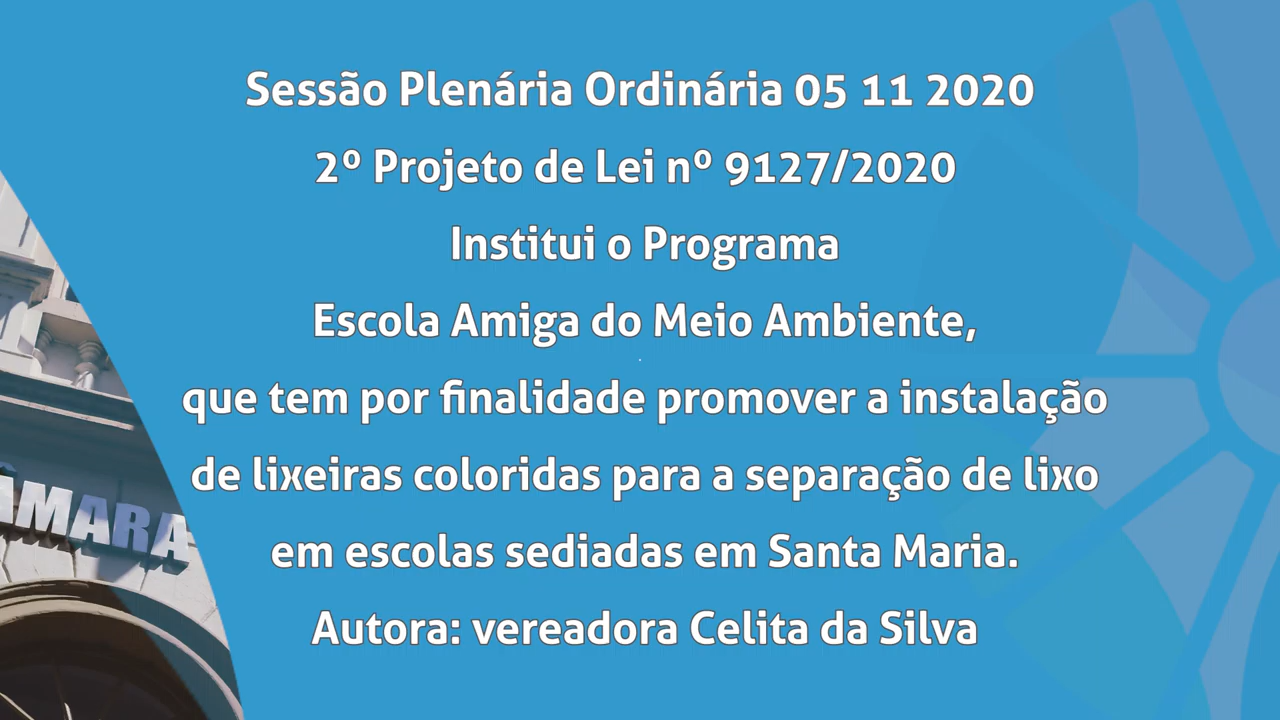 Sessão Plenária Ordinária 05 11 2020
2º Projeto de Lei nº 9127/2020
Institui o Programa
Escola Amiga do Meio Ambiente,
que tem por finalidade promover a instalação
de lixeiras coloridas para a separação de lixo
AMARA
em escolas sediadas em Santa Maria.
Autora: vereadora Celita da Silva